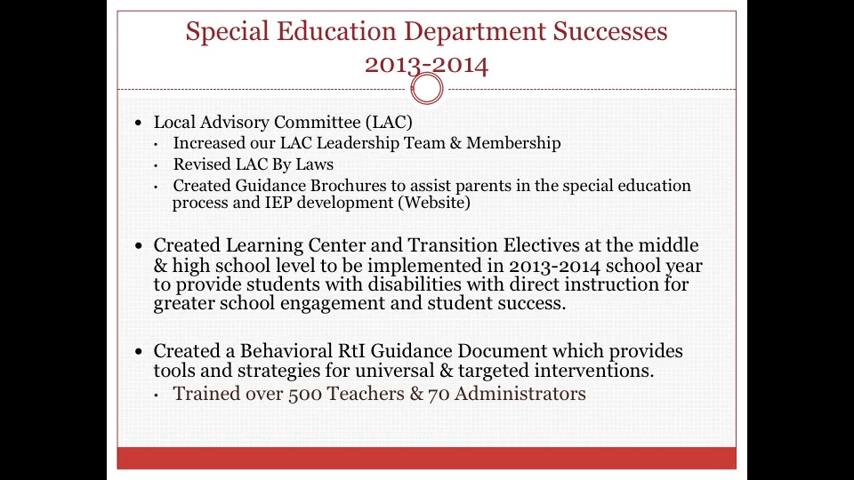 Special Education Department Successes
2013-2014
• Local Advisory Committee (LAC)
• Increased our LAC Leadership Team & Membership
• Revised LAC By Laws
• Created Guidance Brochures to assist parents in the special education
process and IEP development (Website)
• Created Learning Center and Transition Electives at the middle
& high school level to be implemented in 2013-2014 school year
to provide students with disabilities with direct instruction for
greater school engagement and student success.
• Created a Behavioral RtI Guidance Document which provides
tools and strategies for universal & targeted interventions.
• Trained over 500 Teachers & 70 Administrators